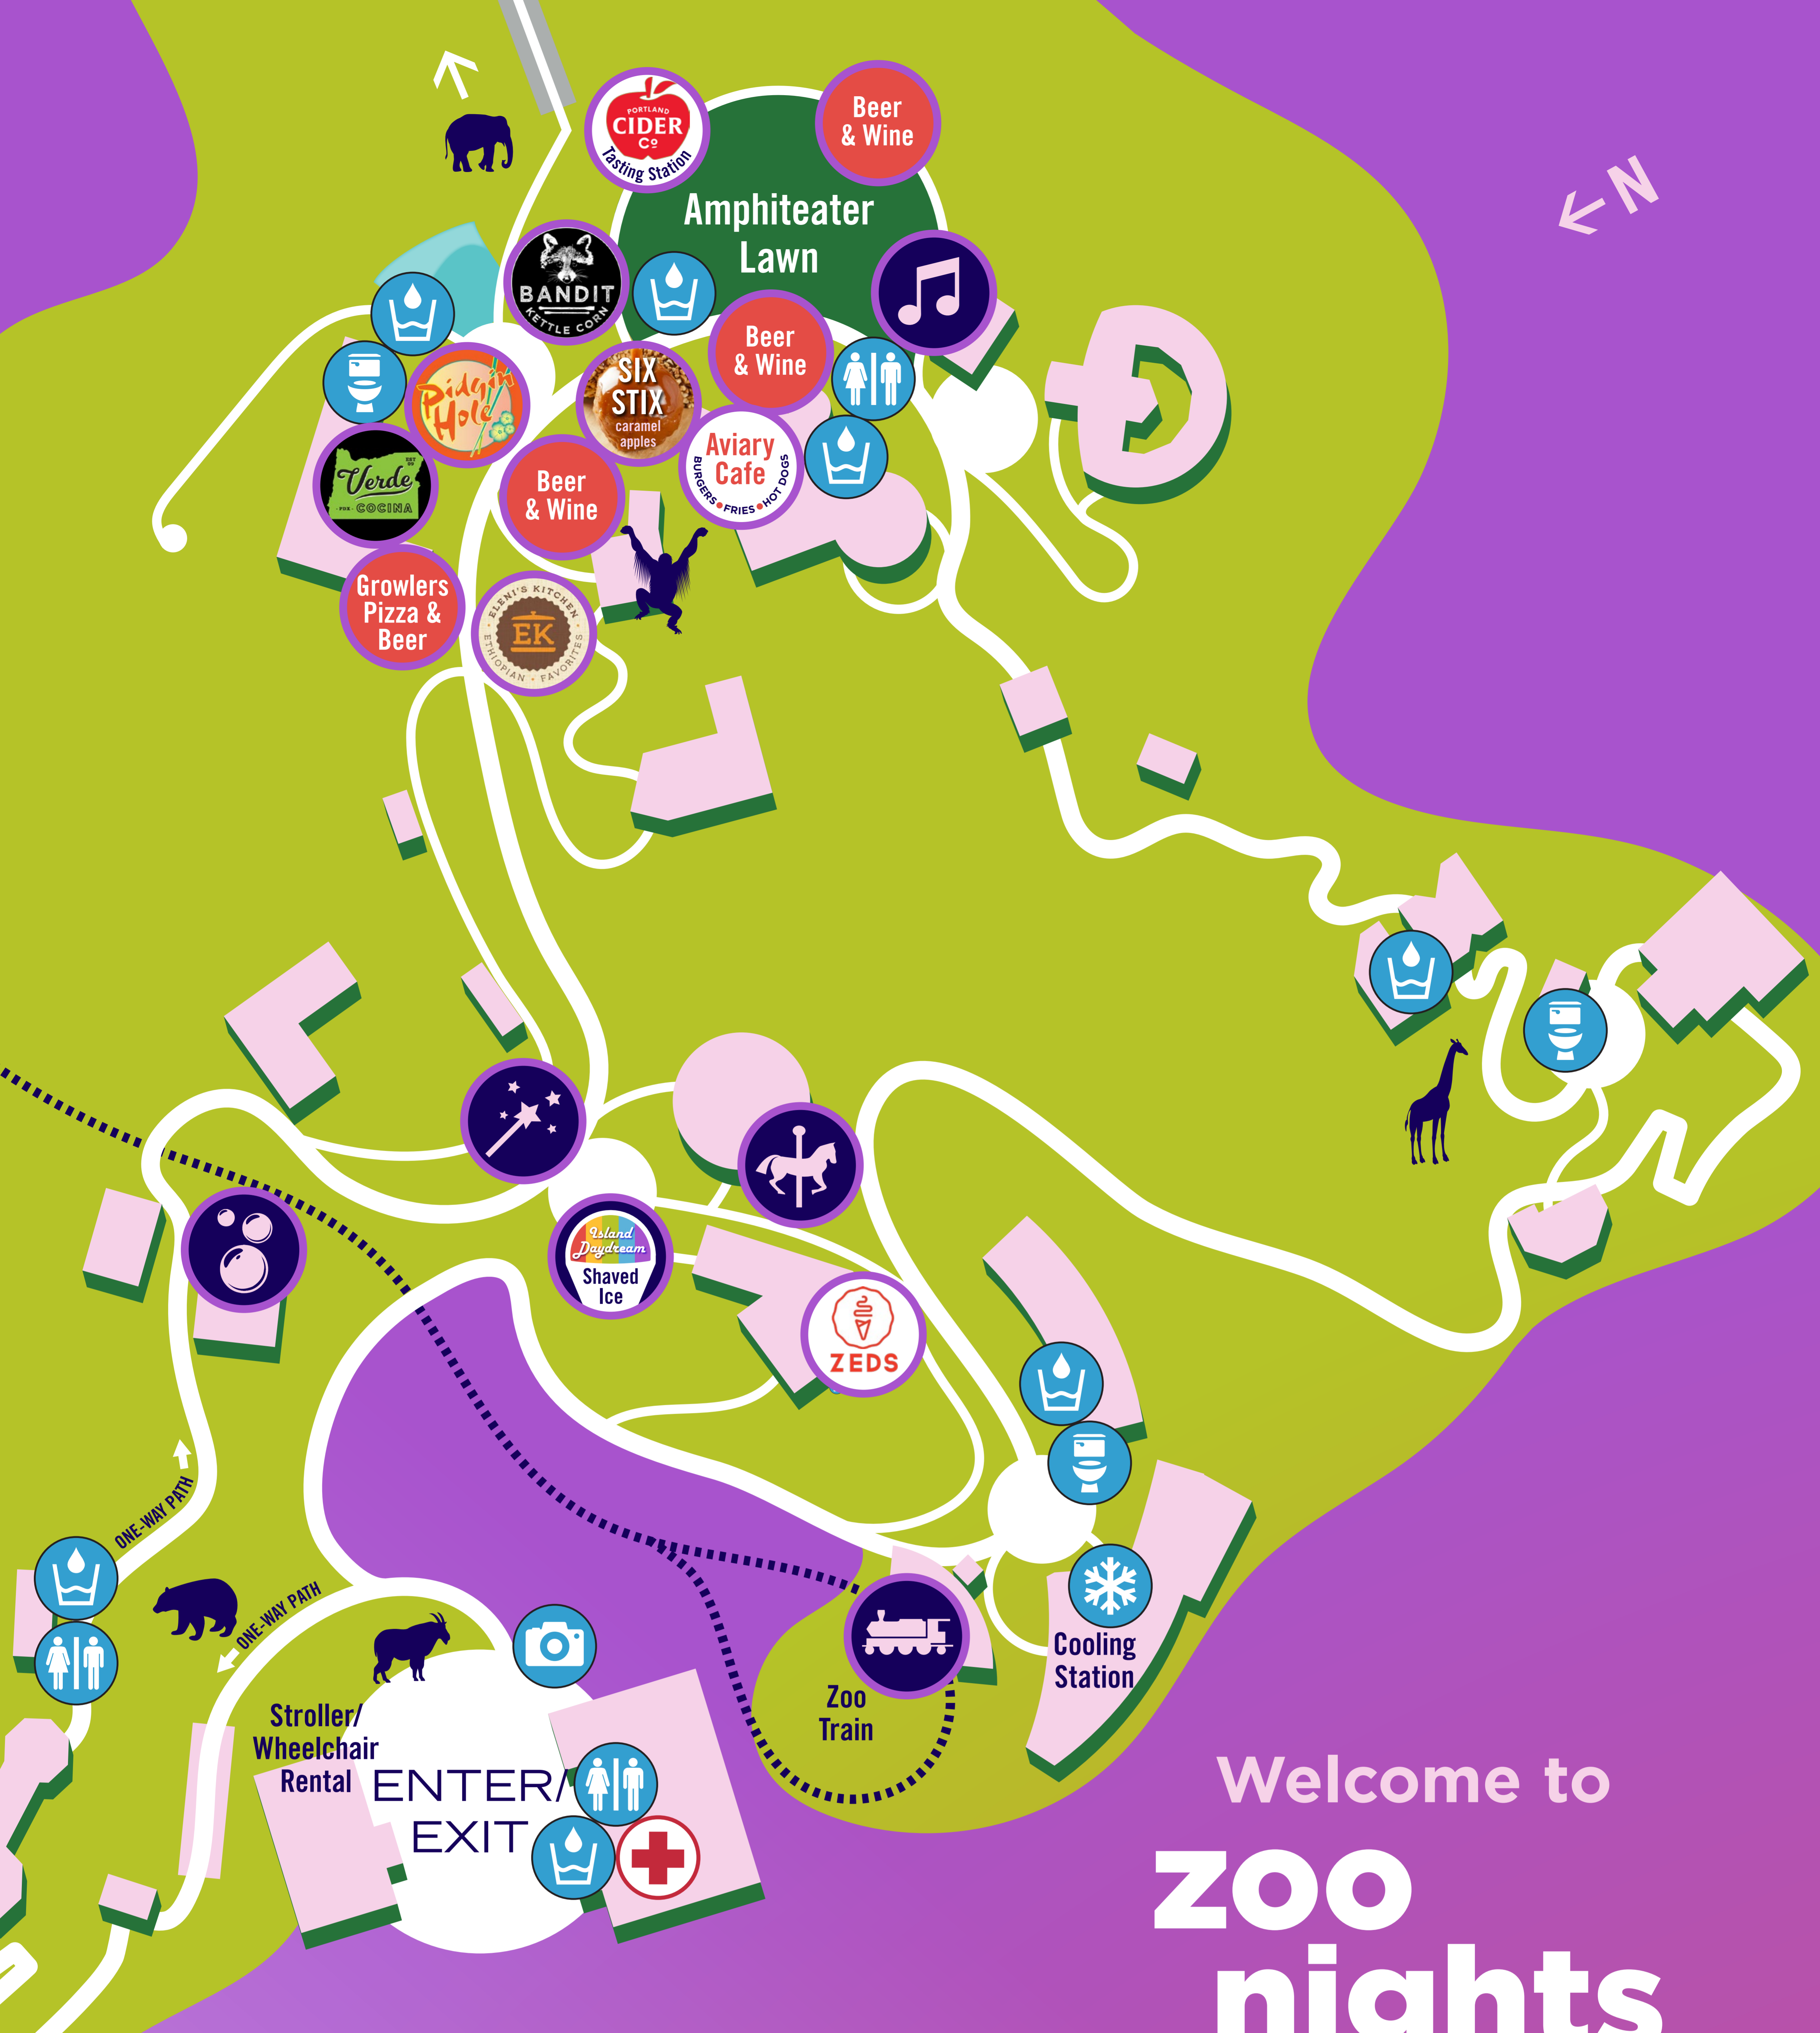 PORTLAND
CIDER
Co
Tasting Station
Beer
& Wine
N
Amphiteater
Lawn
BANDIT
KETTLE CORN
Beer
& Wine
SIX
STIX
caramel
apples
Pidgin
Hole
Aviary
Cafe
BURGERS • FRIES • HOT DOGS
EST
09
Verde
- PDX - COCINA
Beer
& Wine
Growlers
Pizza &
Beer
ELENI'S KITCHEN
EK
ETHIOPIAN • FAVORITES
Island
Daydream
Shaved
Ice
ZEDS
ONE-WAY PATH
ONE-WAY PATH
Cooling
Station
Zoo
Train
Stroller/
Wheelchair
Rental
ENTER/
EXIT
Welcome to
zoo
nights